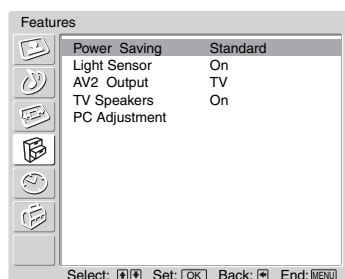 Features
Power Saving Standard
Light Sensor On
AV2 Output TV
TV Speakers On
PC Adjustment
Select: Set: OK Back: End: MENU